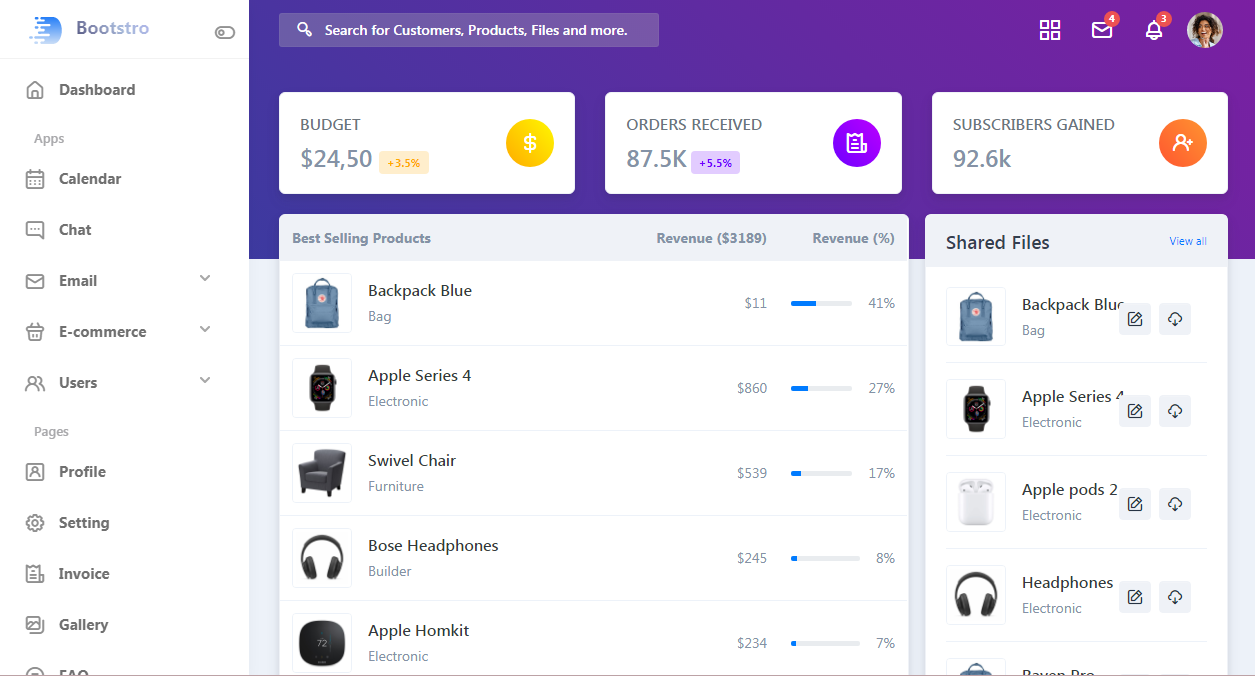 Bootstro
Search for Customers, Products, Files and more.
4
3
Dashboard
Apps
Calendar
Chat
Email
E-commerce
Users
Pages
Profile
Setting
Invoice
Gallery
FAQ
BUDGET
$24,50 +3.5%
$
ORDERS RECEIVED
87.5K +5.5%
SUBSCRIBERS GAINED
92.6k
Best Selling Products Revenue ($3189) Revenue (%)
Backpack Blue
Bag
$11 41%
Apple Series 4
Electronic
$860 27%
Swivel Chair
Furniture
$539 17%
Bose Headphones
Builder
$245 8%
Apple Homkit
Electronic
$234 7%
72
Shared Files View all
Backpack Blue
Bag
Apple Series 4
Electronic
Apple pods 2
Electronic
Headphones
Electronic
Raven Pro